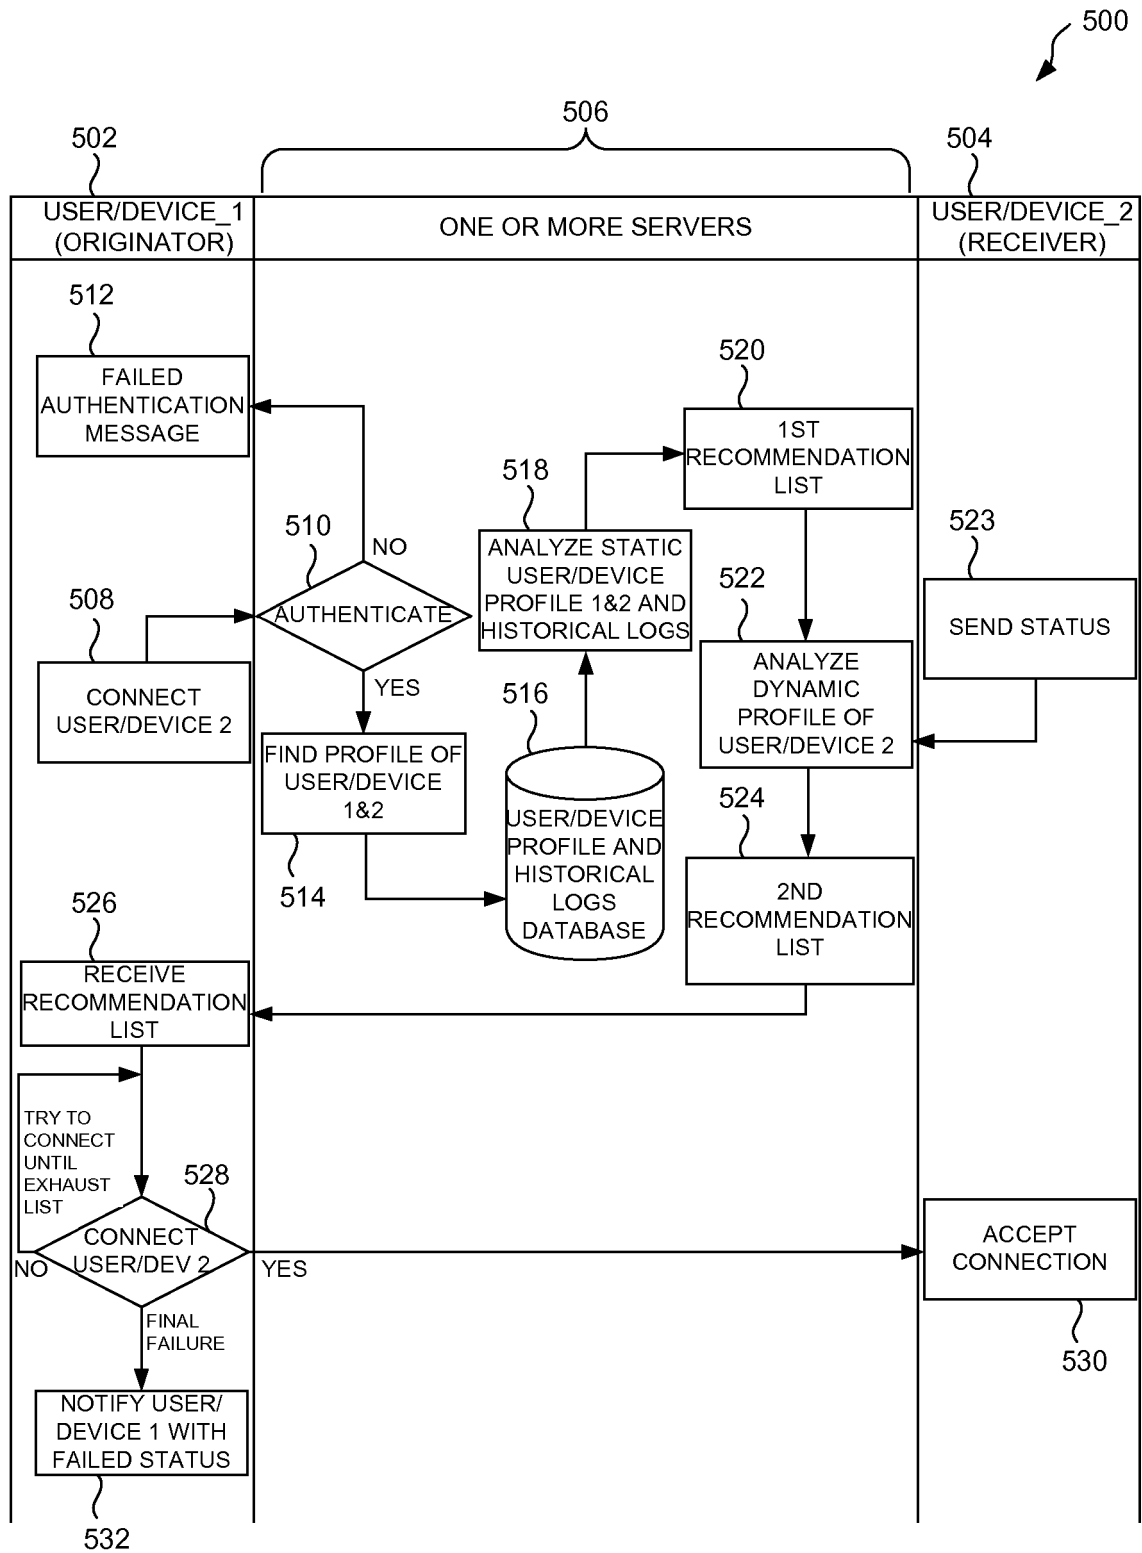 500
506
502
504
USER/DEVICE_1
(ORIGINATOR)
ONE OR MORE SERVERS
USER/DEVICE_2
(RECEIVER)
512
FAILED
AUTHENTICATION
MESSAGE
520
1ST
RECOMMENDATION
LIST
518
ANALYZE STATIC
USER/DEVICE
PROFILE 1&2 AND
HISTORICAL LOGS
510
NO
AUTHENTICATE
YES
523
SEND STATUS
508
CONNECT
USER/DEVICE 2
522
ANALYZE
DYNAMIC
PROFILE OF
USER/DEVICE 2
FIND PROFILE OF
USER/DEVICE
1&2
514
516
USER/DEVICE
PROFILE AND
HISTORICAL
LOGS
DATABASE
524
2ND
RECOMMENDATION
LIST
526
RECEIVE
RECOMMENDATION
LIST
TRY TO
CONNECT
UNTIL
EXHAUST
LIST
528
CONNECT
USER/DEV 2
NO
YES
ACCEPT
CONNECTION
530
FINAL
FAILURE
NOTIFY USER/
DEVICE 1 WITH
FAILED STATUS
532